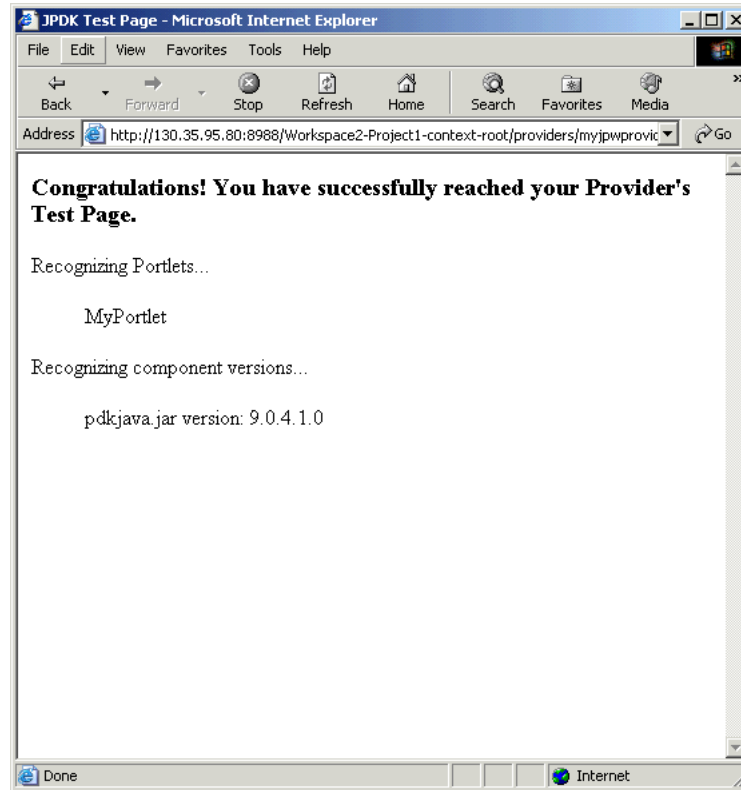 JPDK Test Page - Microsoft Internet Explorer
File Edit View Favorites Tools Help
Back Forward Stop Refresh Home Search Favorites Media »
Address http://130.35.95.80:8988/Workspace2-Project1-context-root/providers/myjpwprovid Go
Congratulations! You have successfully reached your Provider's
Test Page.
Recognizing Portlets...
MyPortlet
Recognizing component versions...
pdkjava.jar version: 9.0.4.1.0
Done Internet